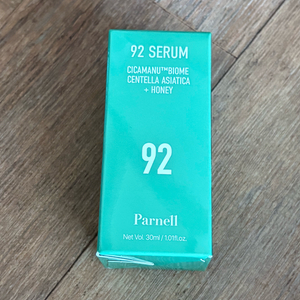 92 SERUM
CICAMANU™BIOME
CENTELLA ASIATICA
+ HONEY
92
Parnell
Net Vol. 30ml / 1.01fl.oz.